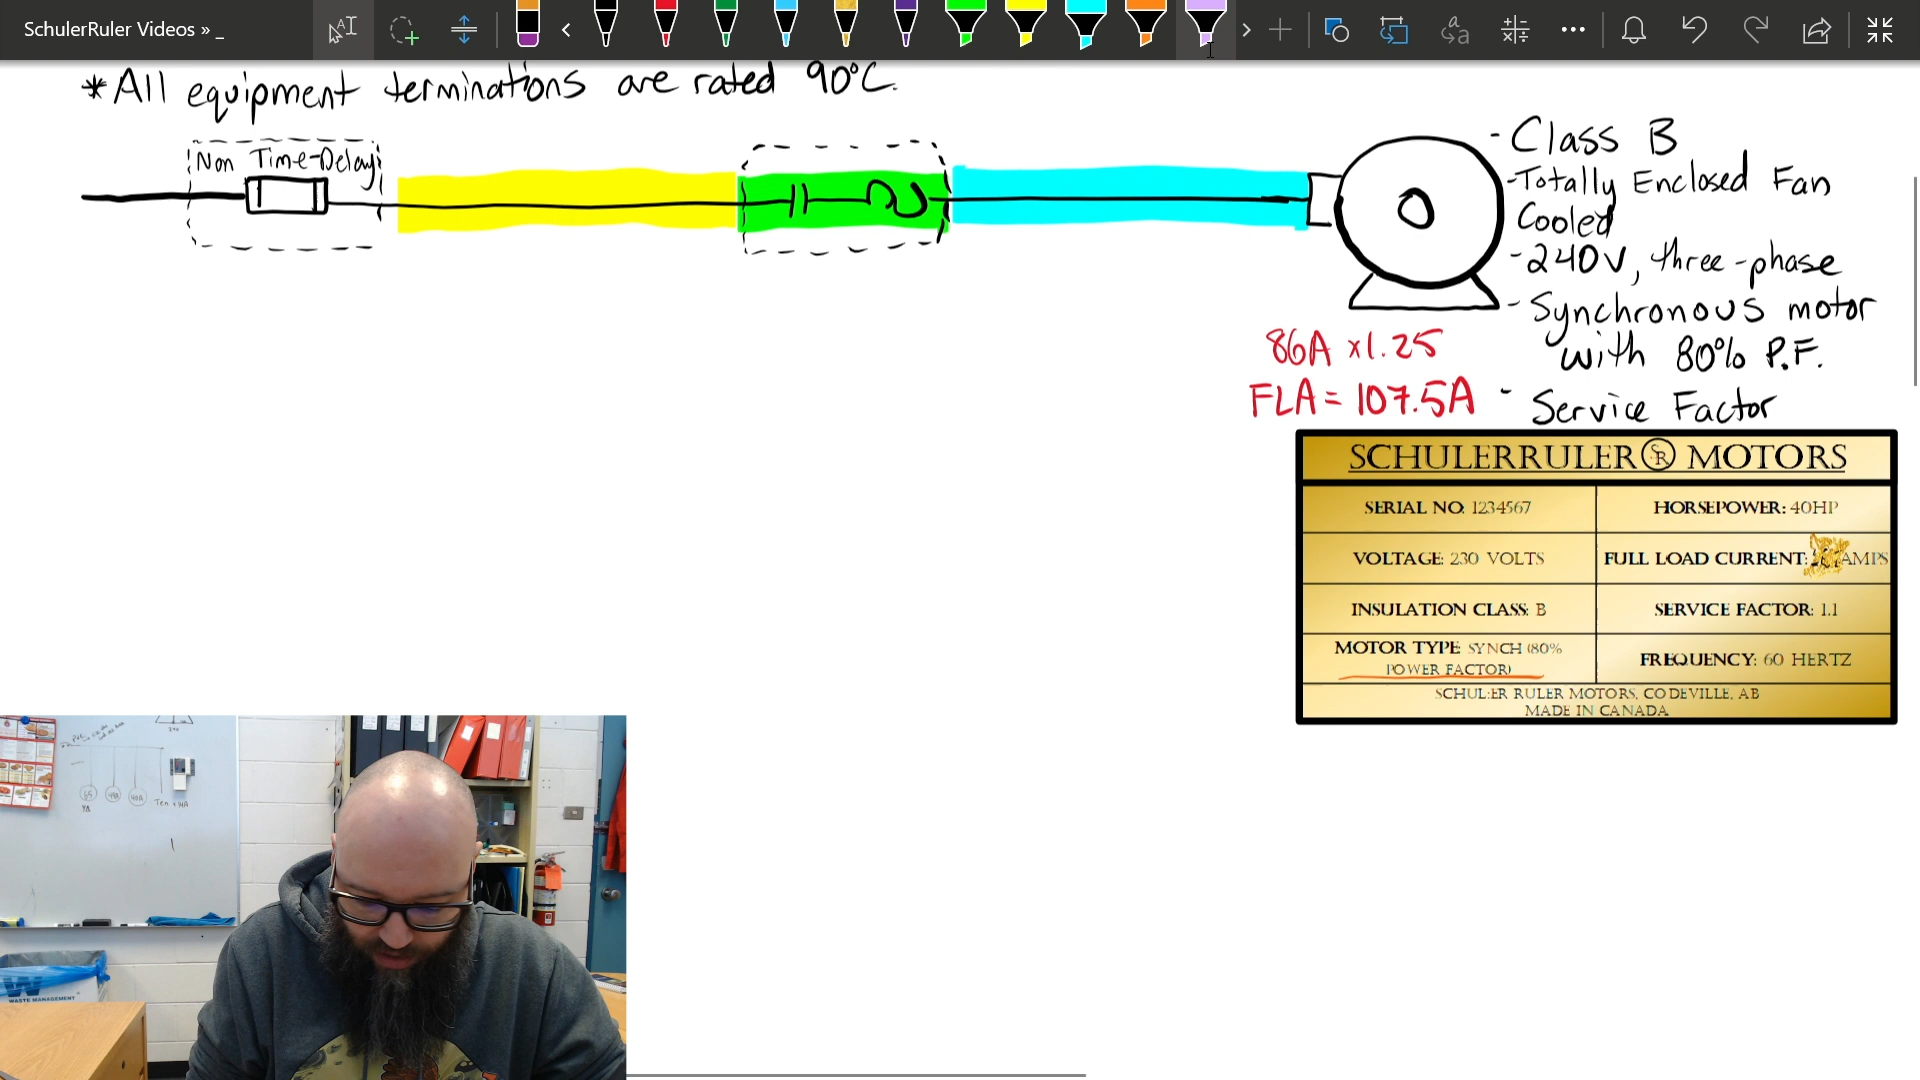 SchulerRuler Videos » _
*All equipment terminations are rated 90°C.
Non Time-Delay
- Class B
- Totally Enclosed Fan
Cooled
- 240V, three-phase
- Synchronous motor
with 80% P.F.
86A x1.25
FLA = 107.5A
- Service Factor
SCHULERRULER SR MOTORS
SERIAL NO: 1234567
HORSEPOWER: 40HP
VOLTAGE: 230 VOLTS
FULL LOAD CURRENT: AMPS
INSULATION CLASS: B
SERVICE FACTOR: 1.1
MOTOR TYPE: SYNCH (80%
POWER FACTOR)
FREQUENCY: 60 HERTZ
SCHULER RULER MOTORS, CODEVILLE, AB
MADE IN CANADA
W
WASTE MANAGEMENT